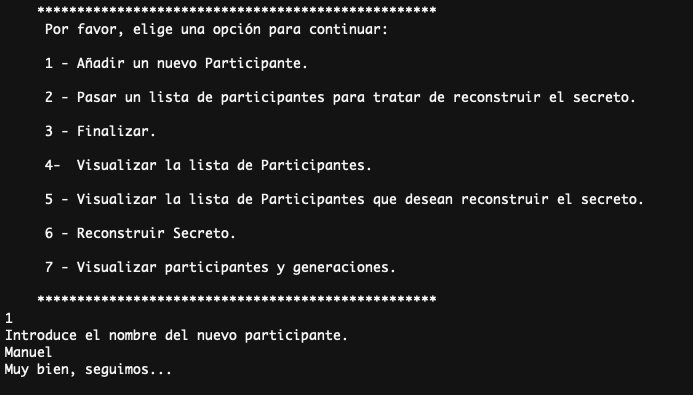 **************************************************
Por favor, elige una opción para continuar:
1 - Añadir un nuevo Participante.
2 - Pasar un lista de participantes para tratar de reconstruir el secreto.
3 - Finalizar.
4-  Visualizar la lista de Participantes.
5 - Visualizar la lista de Participantes que desean reconstruir el secreto.
6 - Reconstruir Secreto.
7 - Visualizar participantes y generaciones.
**************************************************
1
Introduce el nombre del nuevo participante.
Manuel
Muy bien, seguimos...